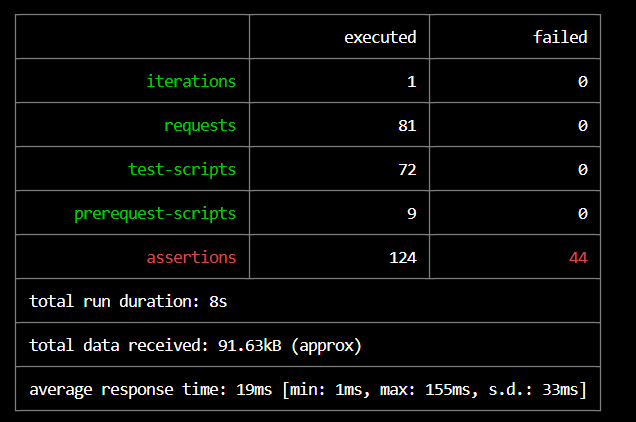 executed failed
iterations 1 0
requests 81 0
test-scripts 72 0
prerequest-scripts 9 0
assertions 124 44
total run duration: 8s
total data received: 91.63kB (approx)
average response time: 19ms [min: 1ms, max: 155ms, s.d.: 33ms]